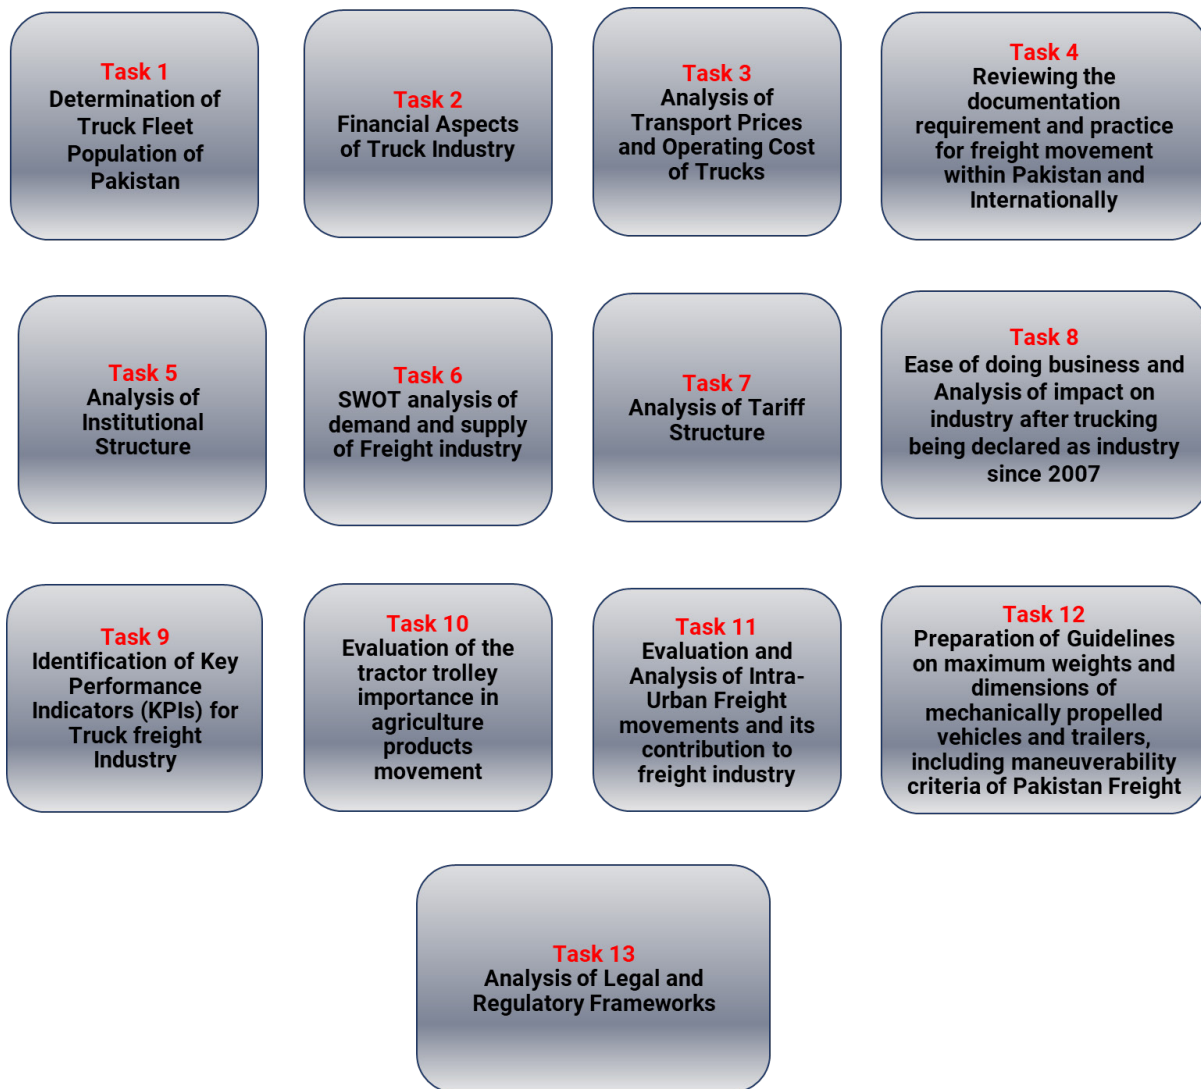 Task 1
Determination of
Truck Fleet
Population of
Pakistan
Task 2
Financial Aspects
of Truck Industry
Task 3
Analysis of
Transport Prices
and Operating Cost
of Trucks
Task 4
Reviewing the
documentation
requirement and practice
for freight movement
within Pakistan and
Internationally
Task 5
Analysis of
Institutional
Structure
Task 6
SWOT analysis of
demand and supply
of Freight industry
Task 7
Analysis of Tariff
Structure
Task 8
Ease of doing business and
Analysis of impact on
industry after trucking
being declared as industry
since 2007
Task 9
Identification of Key
Performance
Indicators (KPIs) for
Truck freight
Industry
Task 10
Evaluation of the
tractor trolley
importance in
agriculture
products
movement
Task 11
Evaluation and
Analysis of Intra-
Urban Freight
movements and its
contribution to
freight industry
Task 12
Preparation of Guidelines
on maximum weights and
dimensions of
mechanically propelled
vehicles and trailers,
including maneuverability
criteria of Pakistan Freight
Task 13
Analysis of Legal and
Regulatory Frameworks